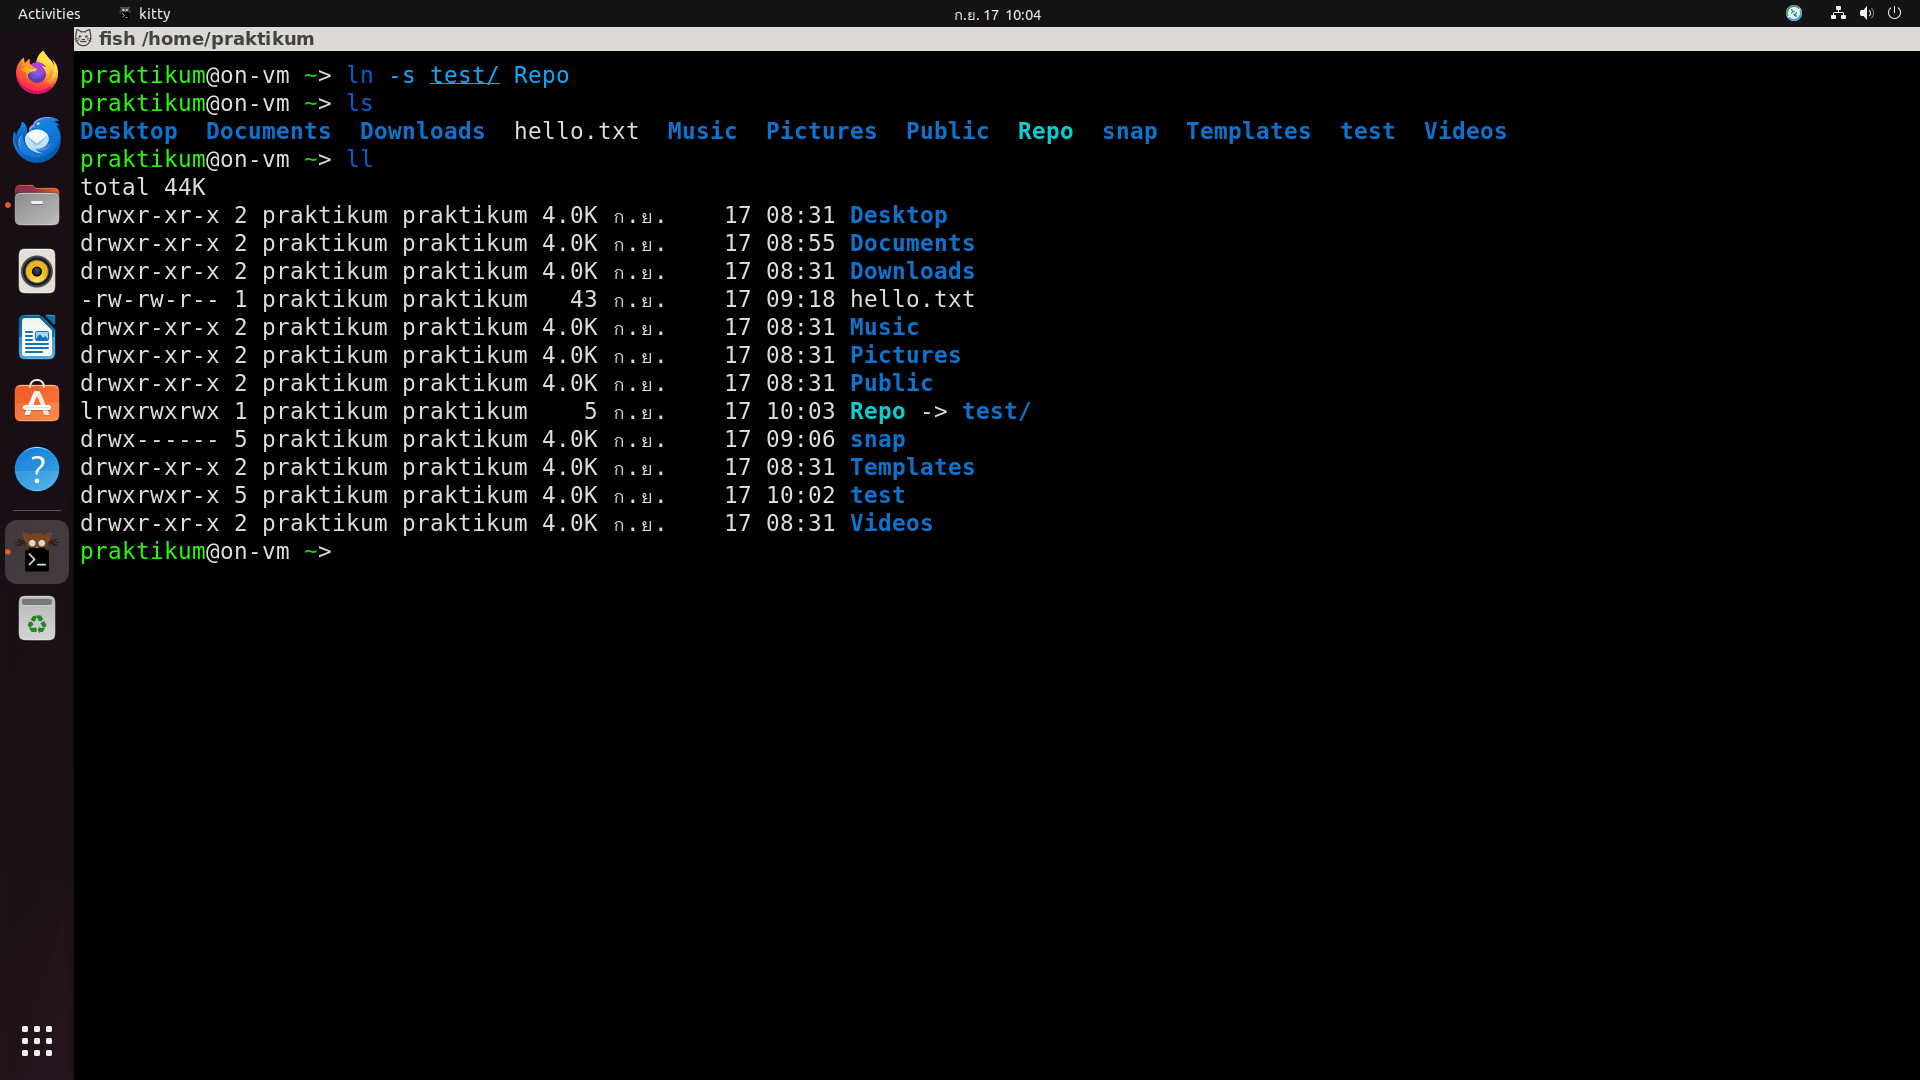 Activities kitty ก.ย. 17 10:04
fish /home/praktikum
praktikum@on-vm ~> ln -s test/ Repo
praktikum@on-vm ~> ls
Desktop Documents Downloads hello.txt Music Pictures Public Repo snap Templates test Videos
praktikum@on-vm ~> ll
total 44K
drwxr-xr-x 2 praktikum praktikum 4.0K ก.ย. 17 08:31 Desktop
drwxr-xr-x 2 praktikum praktikum 4.0K ก.ย. 17 08:55 Documents
drwxr-xr-x 2 praktikum praktikum 4.0K ก.ย. 17 08:31 Downloads
-rw-rw-r-- 1 praktikum praktikum 43 ก.ย. 17 09:18 hello.txt
drwxr-xr-x 2 praktikum praktikum 4.0K ก.ย. 17 08:31 Music
drwxr-xr-x 2 praktikum praktikum 4.0K ก.ย. 17 08:31 Pictures
drwxr-xr-x 2 praktikum praktikum 4.0K ก.ย. 17 08:31 Public
lrwxrwxrwx 1 praktikum praktikum 5 ก.ย. 17 10:03 Repo -> test/
drwx------ 5 praktikum praktikum 4.0K ก.ย. 17 09:06 snap
drwxr-xr-x 2 praktikum praktikum 4.0K ก.ย. 17 08:31 Templates
drwxrwxr-x 5 praktikum praktikum 4.0K ก.ย. 17 10:02 test
drwxr-xr-x 2 praktikum praktikum 4.0K ก.ย. 17 08:31 Videos
praktikum@on-vm ~>